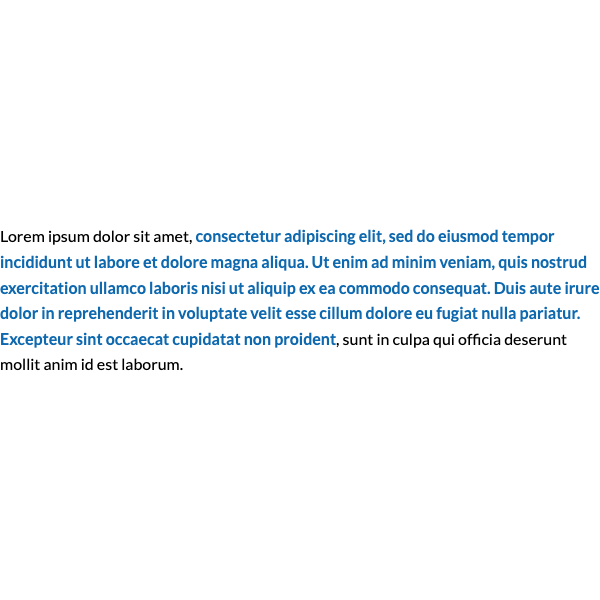 Lorem ipsum dolor sit amet, consectetur adipiscing elit, sed do eiusmod tempor
incididunt ut labore et dolore magna aliqua. Ut enim ad minim veniam, quis nostrud
exercitation ullamco laboris nisi ut aliquip ex ea commodo consequat. Duis aute irure
dolor in reprehenderit in voluptate velit esse cillum dolore eu fugiat nulla pariatur.
Excepteur sint occaecat cupidatat non proident, sunt in culpa qui officia deserunt
mollit anim id est laborum.